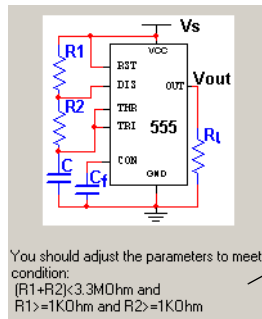 Vs
R1
VCC
RST
DIS
OUT
Vout
R2
THR
TRI
555
Rl
C
Cf
CON
GND
You should adjust the parameters to meet
condition:
(R1+R2)<3.3MOhm and
R1>=1KOhm and R2>=1KOhm